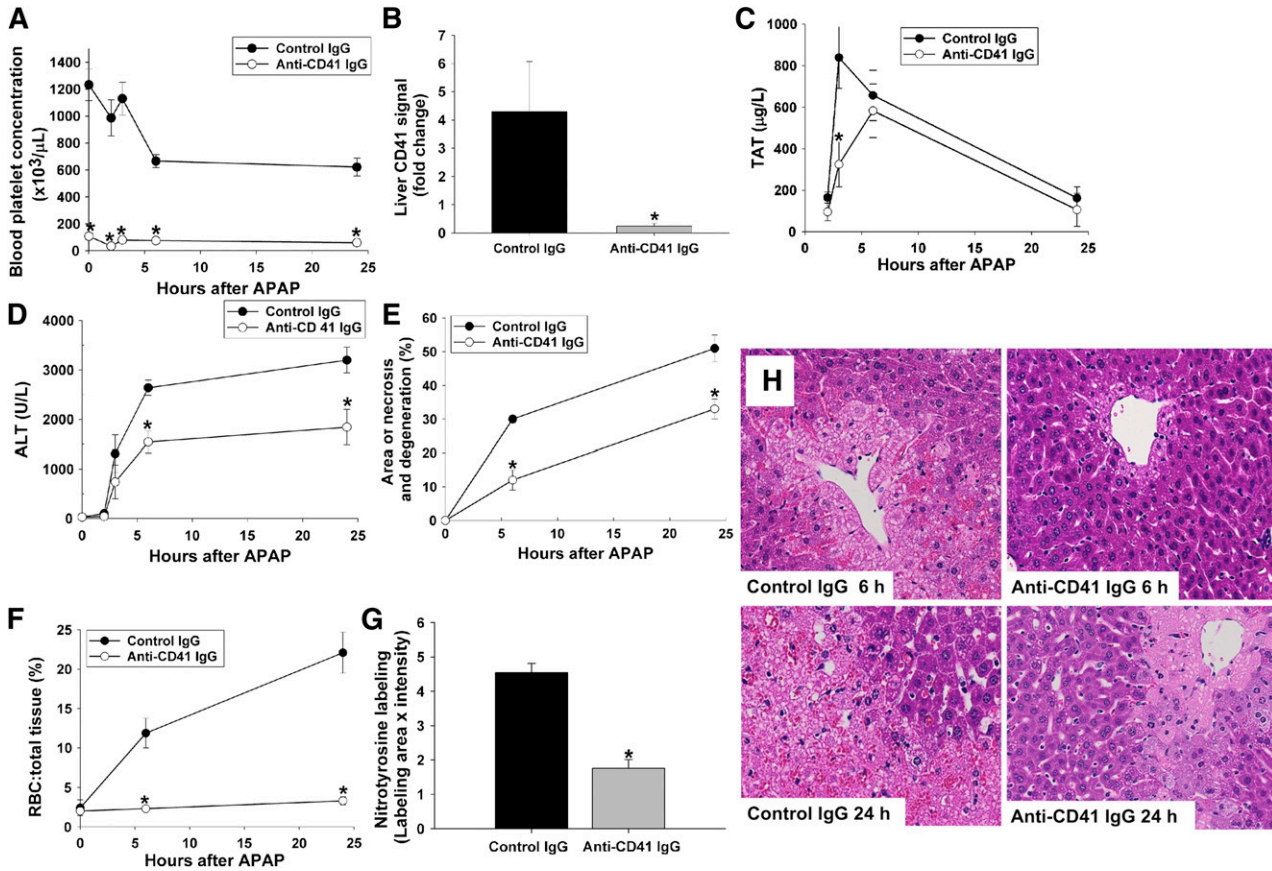 A
Control IgG
Anti-CD41 IgG
Blood platelet concentration
(x10³/µL)
1400
1200
1000
800
600
400
200
0
* * * * *
0 5 10 15 20 25
Hours after APAP
B
Liver CD41 signal
(fold change)
7
6
5
4
3
2
1
0
*
Control IgG Anti-CD41 IgG
C
Control IgG
Anti-CD41 IgG
TAT (µg/L)
1000
800
600
400
200
0
*
0 5 10 15 20 25
Hours after APAP
D
Control IgG
Anti-CD 41 IgG
ALT (U/L)
4000
3000
2000
1000
0
* *
0 5 10 15 20 25
Hours after APAP
E
Control IgG
Anti-CD41 IgG
Area or necrosis
and degeneration (%)
60
50
40
30
20
10
0
* *
0 5 10 15 20 25
Hours after APAP
F
Control IgG
Anti-CD41 IgG
RBC:total tissue (%)
25
20
15
10
5
0
* *
0 5 10 15 20 25
Hours after APAP
G
Nitrotyrosine labeling
(Labeling area x intensity)
6
5
4
3
2
1
0
*
Control IgG Anti-CD41 IgG
H
Control IgG 6 h
Anti-CD41 IgG 6 h
Control IgG 24 h
Anti-CD41 IgG 24 h